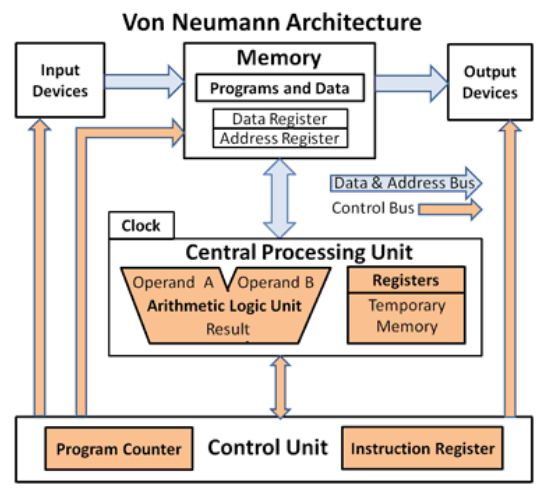 Von Neumann Architecture
Input
Devices
Memory
Programs and Data
Data Register
Address Register
Output
Devices
Data & Address Bus
Control Bus
Clock
Central Processing Unit
Operand A
Operand B
Arithmetic Logic Unit
Result
Registers
Temporary
Memory
Program Counter
Control Unit
Instruction Register